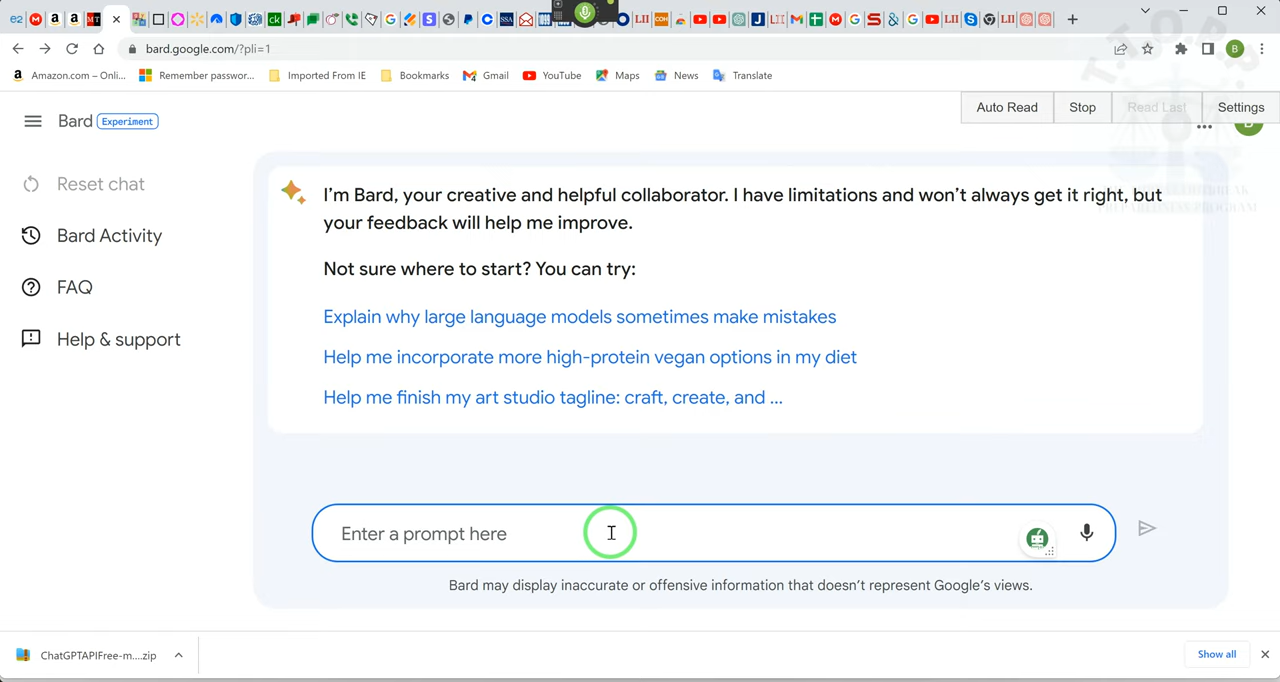 bard.google.com/?pli=1
Amazon.com – Onli...
Remember passwor...
Imported From IE
Bookmarks
Gmail
YouTube
Maps
News
Translate
Auto Read
Stop
Read Last
Settings
Bard Experiment
Reset chat
Bard Activity
FAQ
Help & support
I'm Bard, your creative and helpful collaborator. I have limitations and won't always get it right, but
your feedback will help me improve.
Not sure where to start? You can try:
Explain why large language models sometimes make mistakes
Help me incorporate more high-protein vegan options in my diet
Help me finish my art studio tagline: craft, create, and ...
Enter a prompt here
Bard may display inaccurate or offensive information that doesn't represent Google's views.
ChatGPTAPIFree-m....zip
Show all